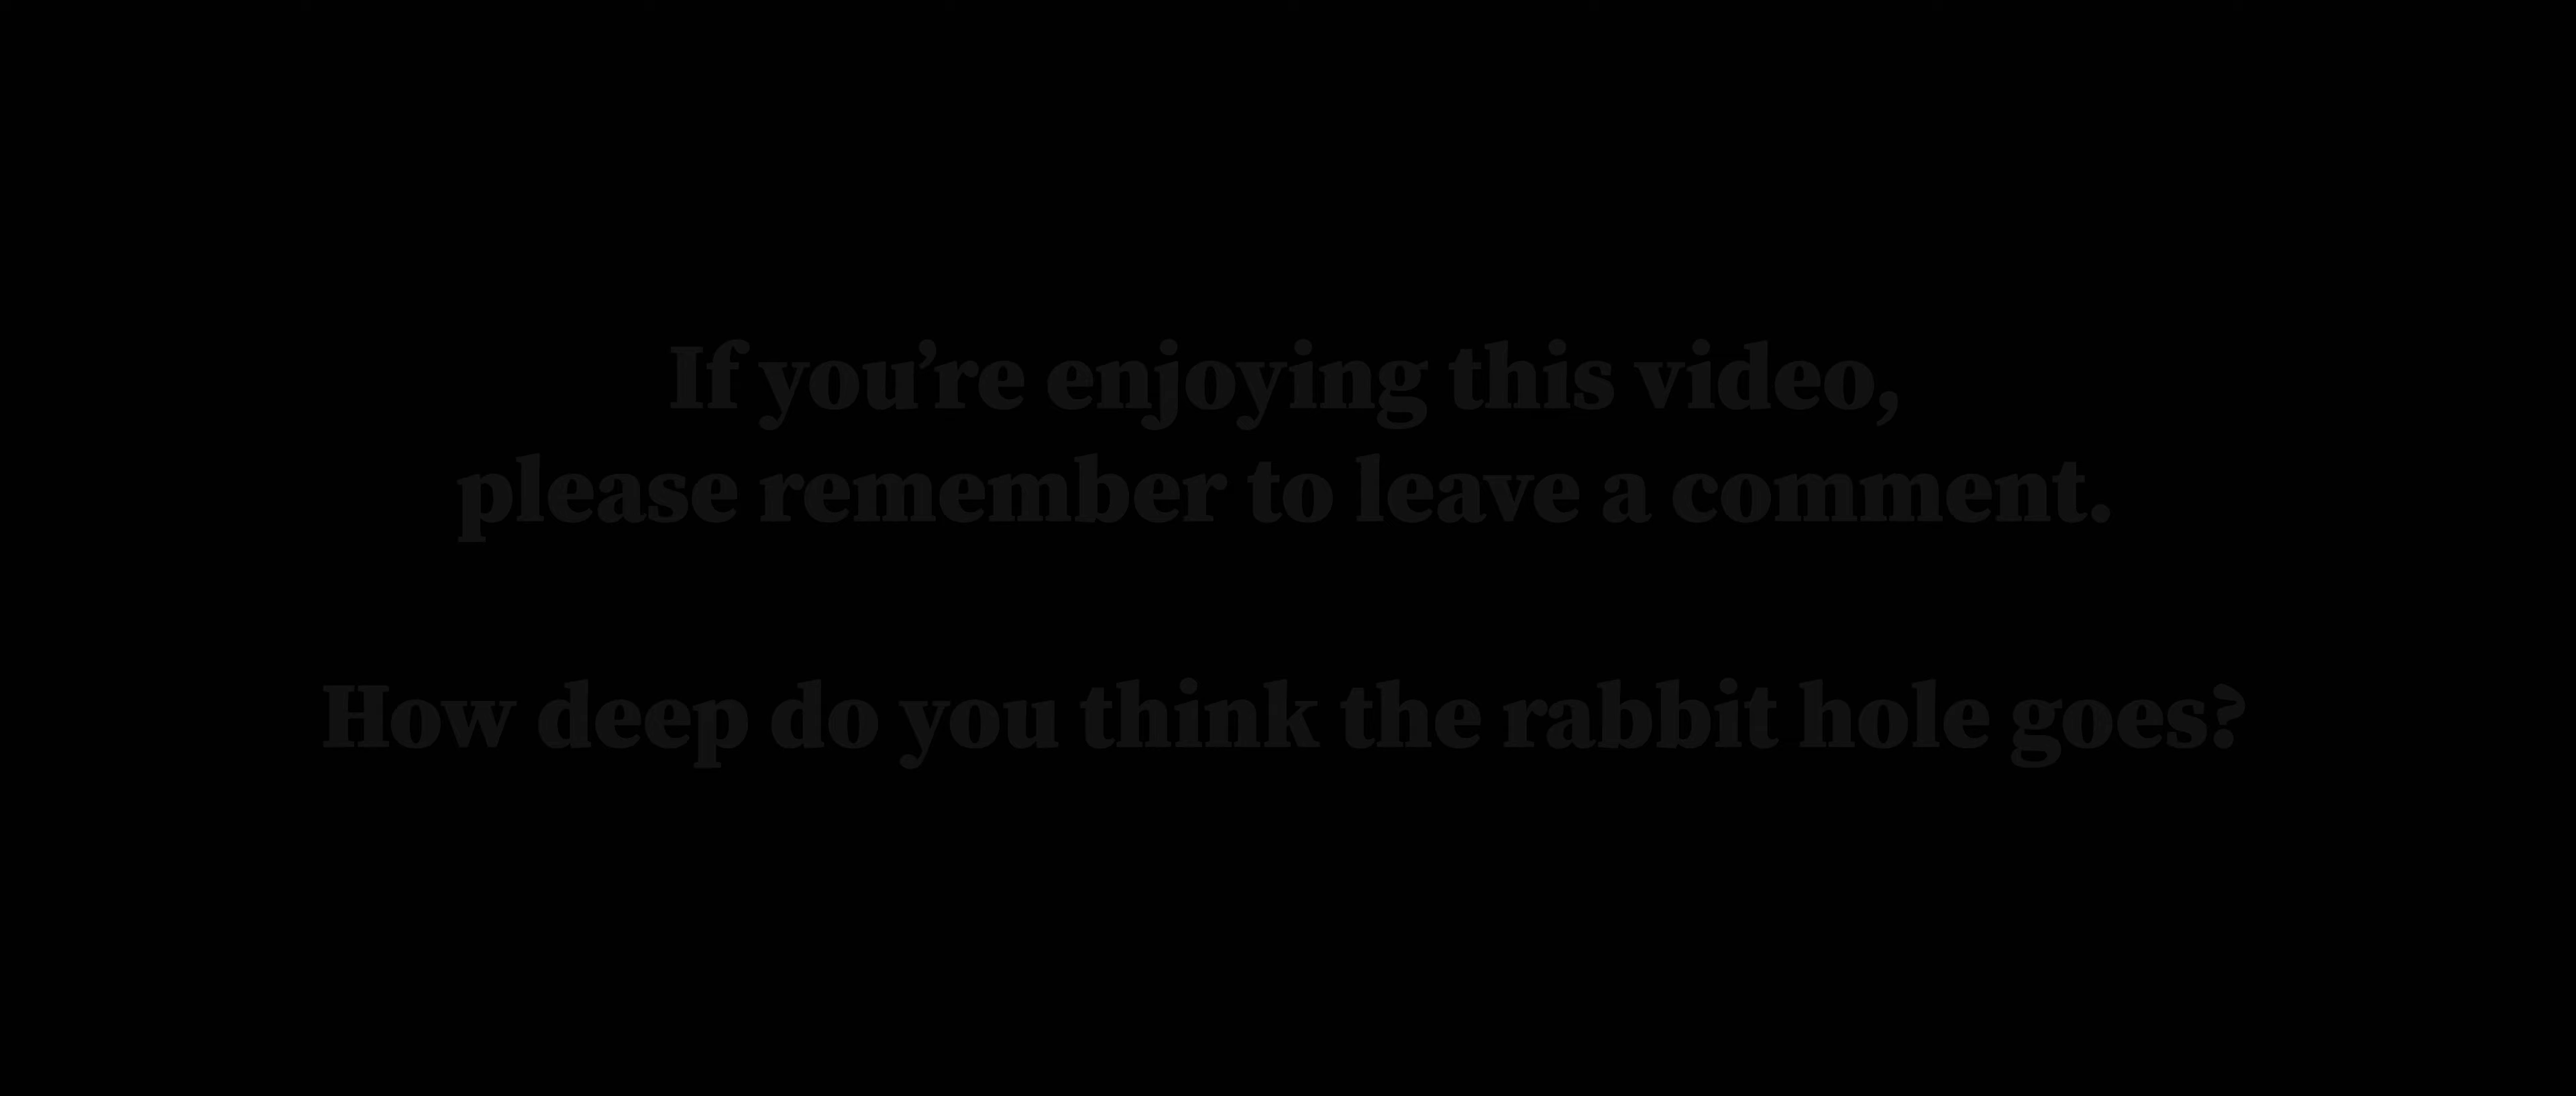 If you’re enjoying this video,
please remember to leave a comment.
How deep do you think the rabbit hole goes?